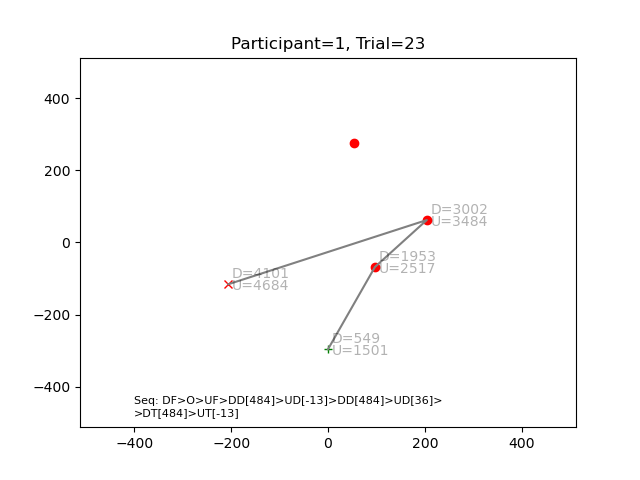 Participant=1, Trial=23
400
200
0
−200
−400
D=3002
U=3484
D=1953
U=2517
D=4101
U=4684
D=549
U=1501
Seq: DF>O>UF>DD[484]>UD[-13]>DD[484]>UD[36]>
>DT[484]>UT[-13]
−400 −200 0 200 400